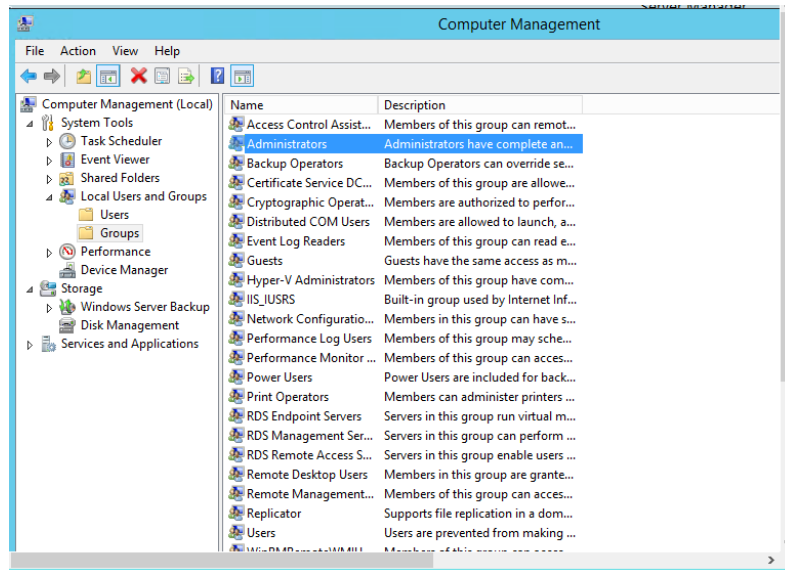 Server Manager
Computer Management
File Action View Help
Computer Management (Local)
System Tools
Task Scheduler
Event Viewer
Shared Folders
Local Users and Groups
Users
Groups
Performance
Device Manager
Storage
Windows Server Backup
Disk Management
Services and Applications
Name Description
Access Control Assist... Members of this group can remot...
Administrators Administrators have complete an...
Backup Operators Backup Operators can override se...
Certificate Service DC... Members of this group are allowe...
Cryptographic Operat... Members are authorized to perfor...
Distributed COM Users Members are allowed to launch, a...
Event Log Readers Members of this group can read e...
Guests Guests have the same access as m...
Hyper-V Administrators Members of this group have com...
IIS_IUSRS Built-in group used by Internet Inf...
Network Configuratio... Members in this group can have s...
Performance Log Users Members of this group may sche...
Performance Monitor ... Members of this group can acces...
Power Users Power Users are included for back...
Print Operators Members can administer printers ...
RDS Endpoint Servers Servers in this group run virtual m...
RDS Management Ser... Servers in this group can perform ...
RDS Remote Access S... Servers in this group enable users ...
Remote Desktop Users Members in this group are grante...
Remote Management... Members of this group can acces...
Replicator Supports file replication in a dom...
Users Users are prevented from making ...
Members of this group can acces...